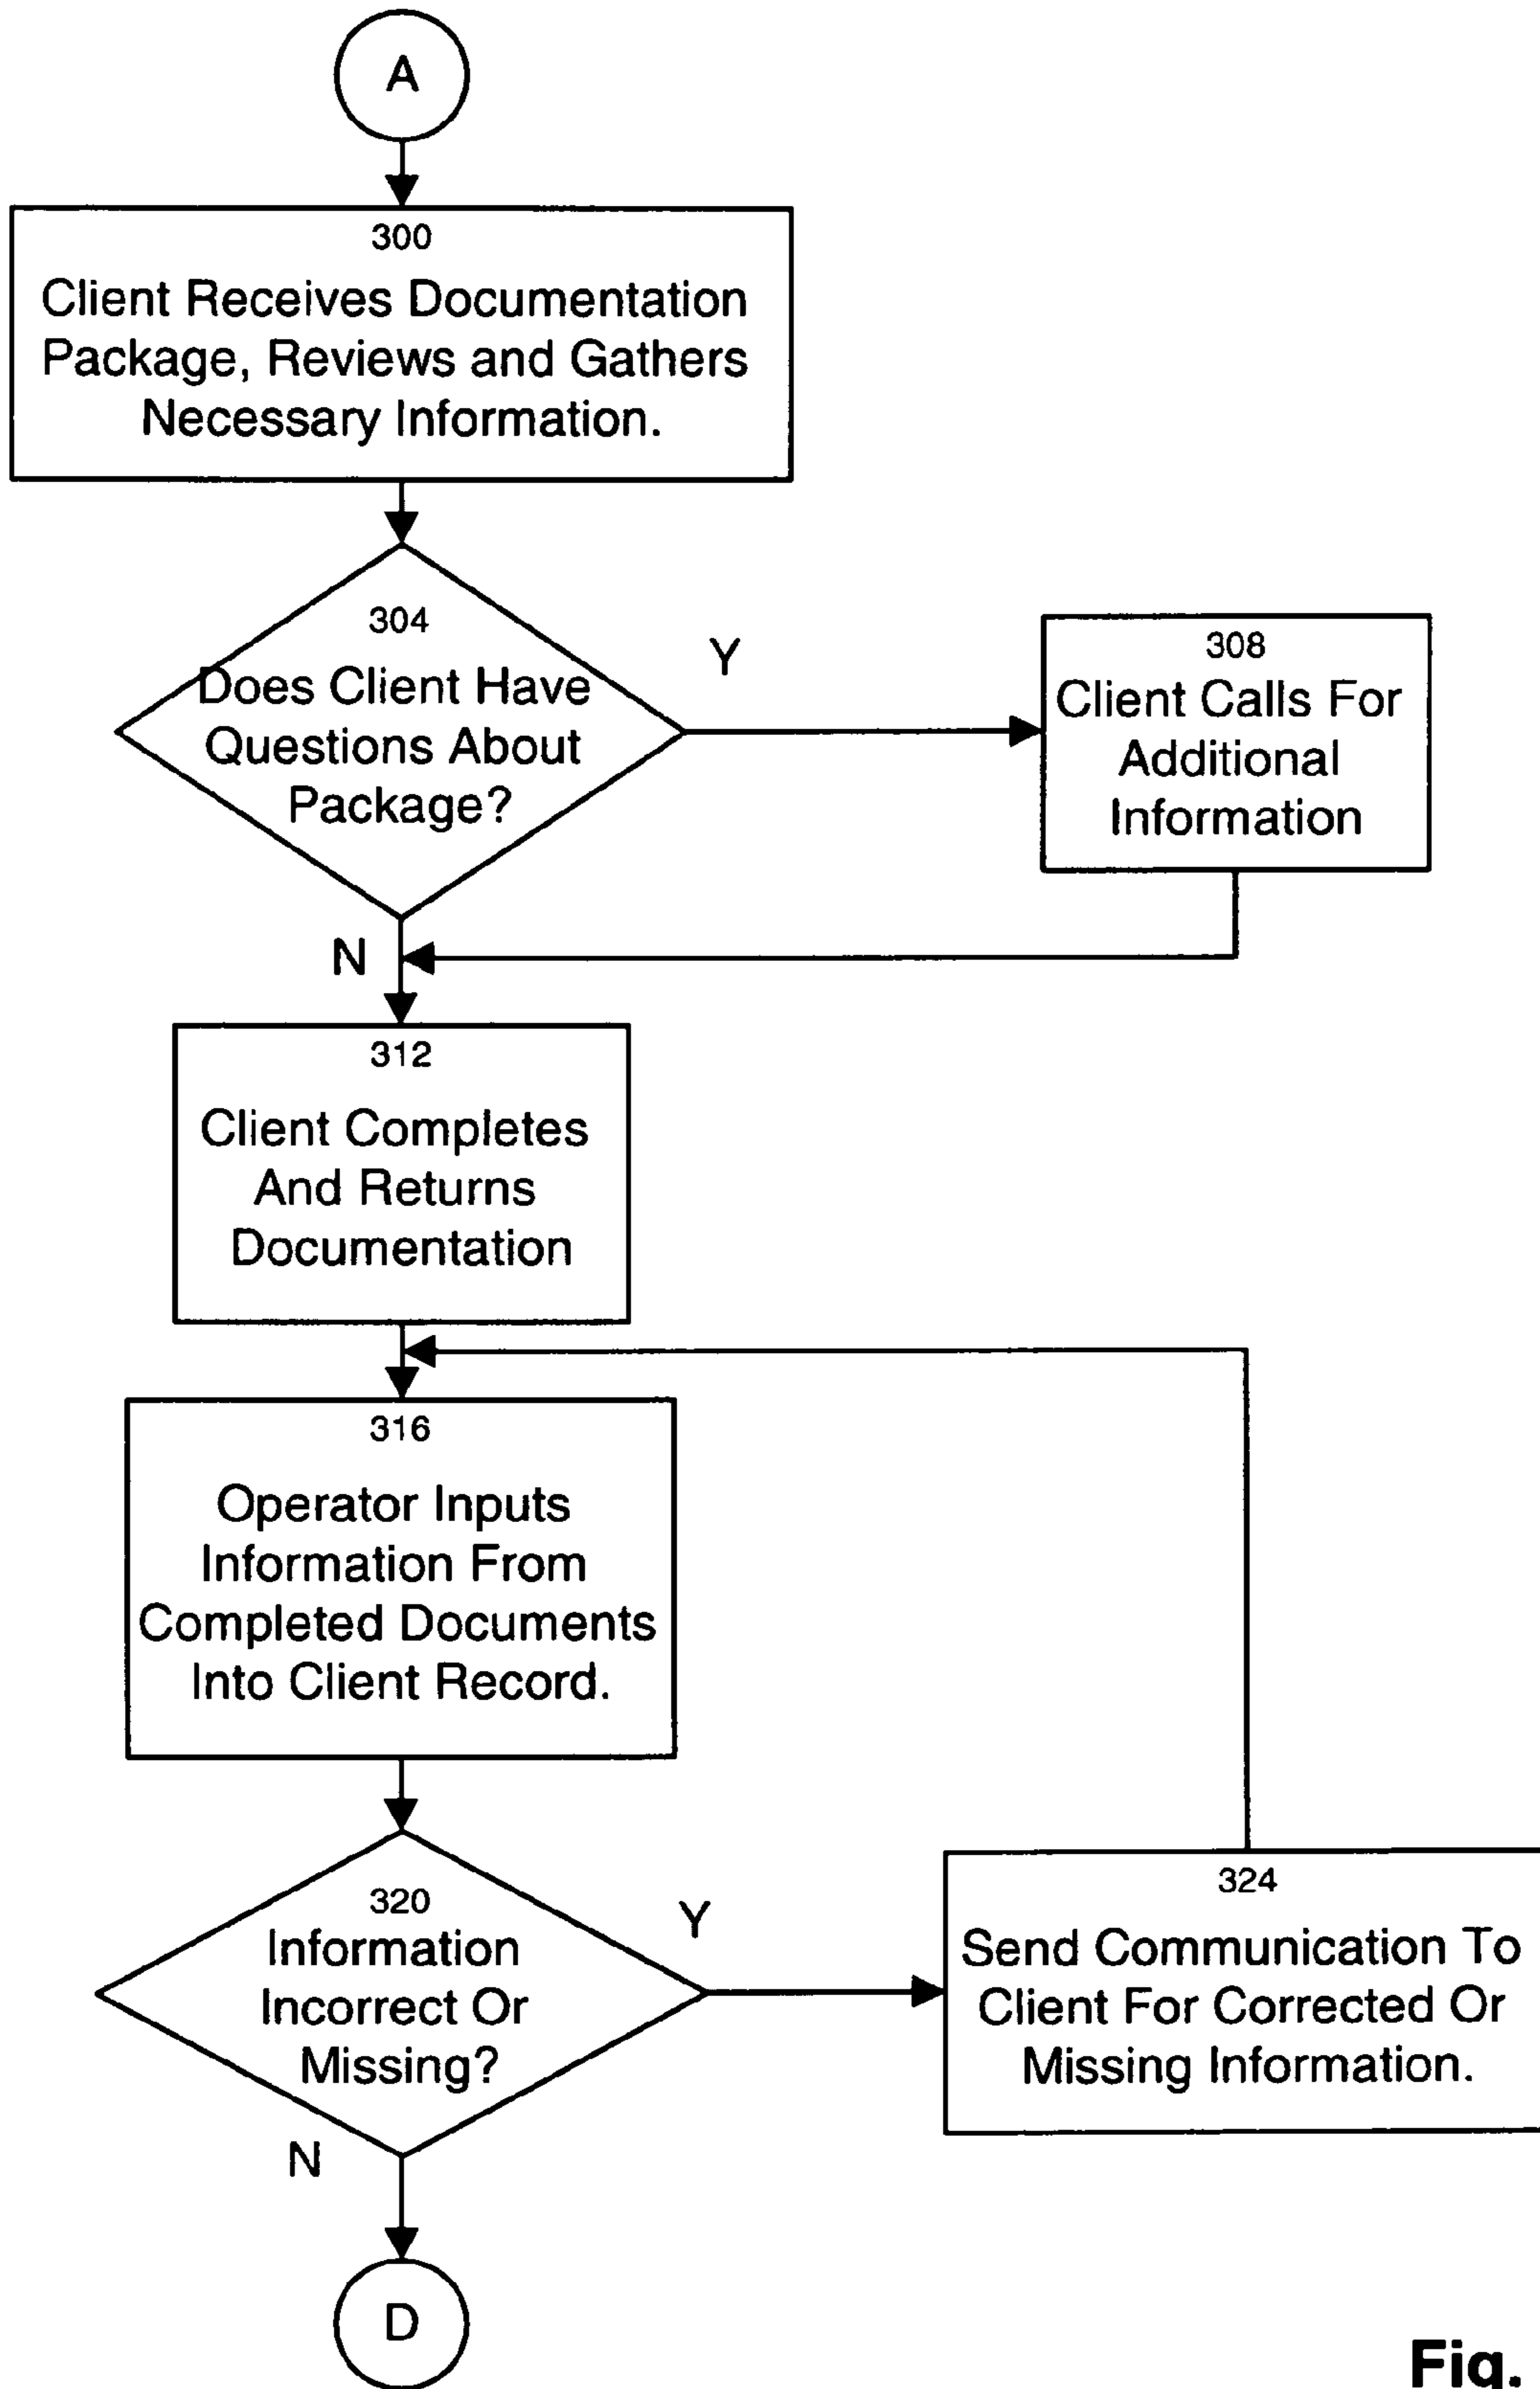 A
300
Client Receives Documentation
Package, Reviews and Gathers
Necessary Information.
304
Does Client Have
Questions About
Package?
Y
308
Client Calls For
Additional
Information
N
312
Client Completes
And Returns
Documentation
316
Operator Inputs
Information From
Completed Documents
Into Client Record.
320
Information
Incorrect Or
Missing?
Y
324
Send Communication To
Client For Corrected Or
Missing Information.
N
D
Fig.